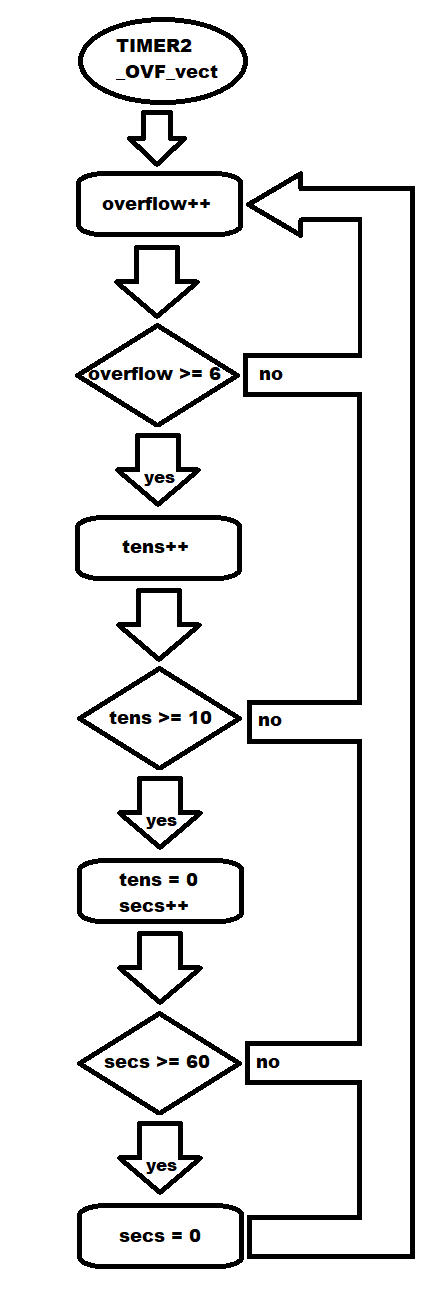 TIMER2
_OVF_vect
overflow++
overflow >= 6
no
yes
tens++
tens >= 10
no
yes
tens = 0
secs++
secs >= 60
no
yes
secs = 0